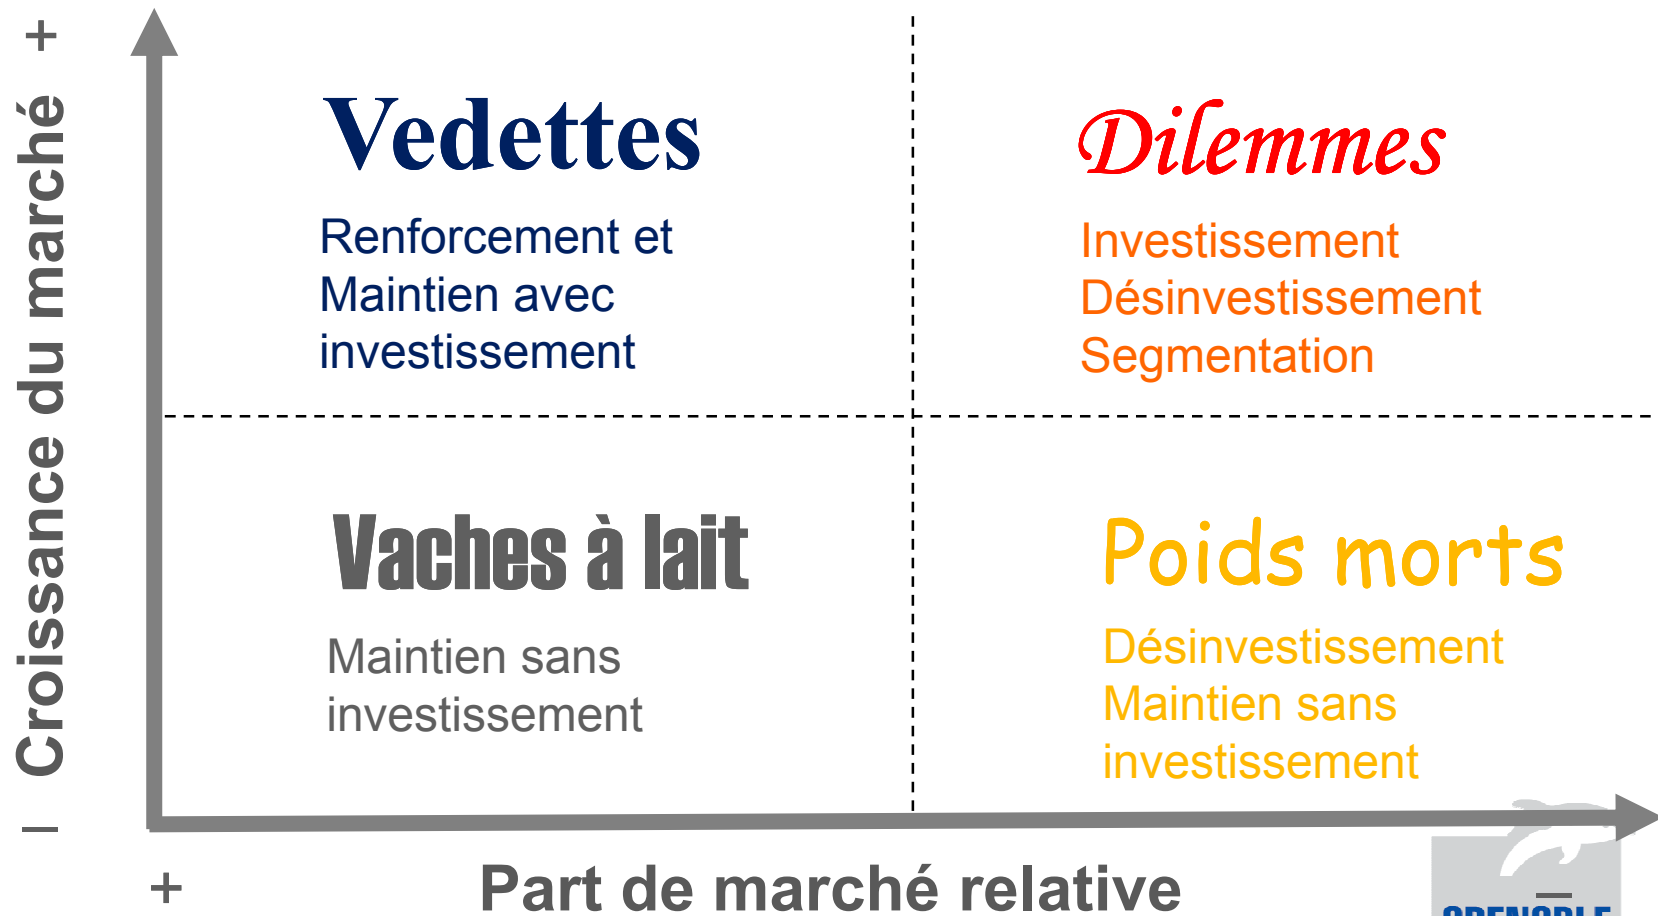 +
Croissance du marché
–
Vedettes
Renforcement et
Maintien avec
investissement
Dilemmes
Investissement
Désinvestissement
Segmentation
Vaches à lait
Maintien sans
investissement
Poids morts
Désinvestissement
Maintien sans
investissement
+
Part de marché relative
–
GRENOBLE